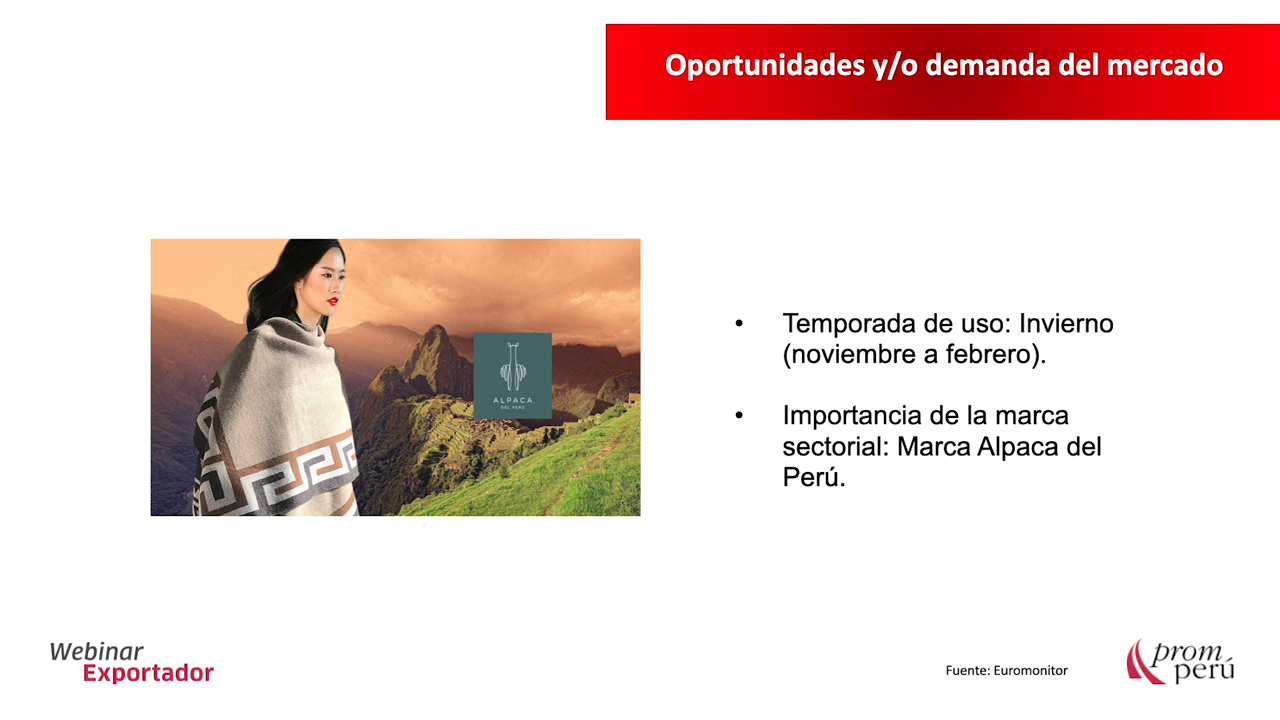 Oportunidades y/o demanda del mercado
ALPACA
DEL PERÚ
• Temporada de uso: Invierno
(noviembre a febrero).
• Importancia de la marca
sectorial: Marca Alpaca del
Perú.
Webinar
Exportador
Fuente: Euromonitor
prom
perú